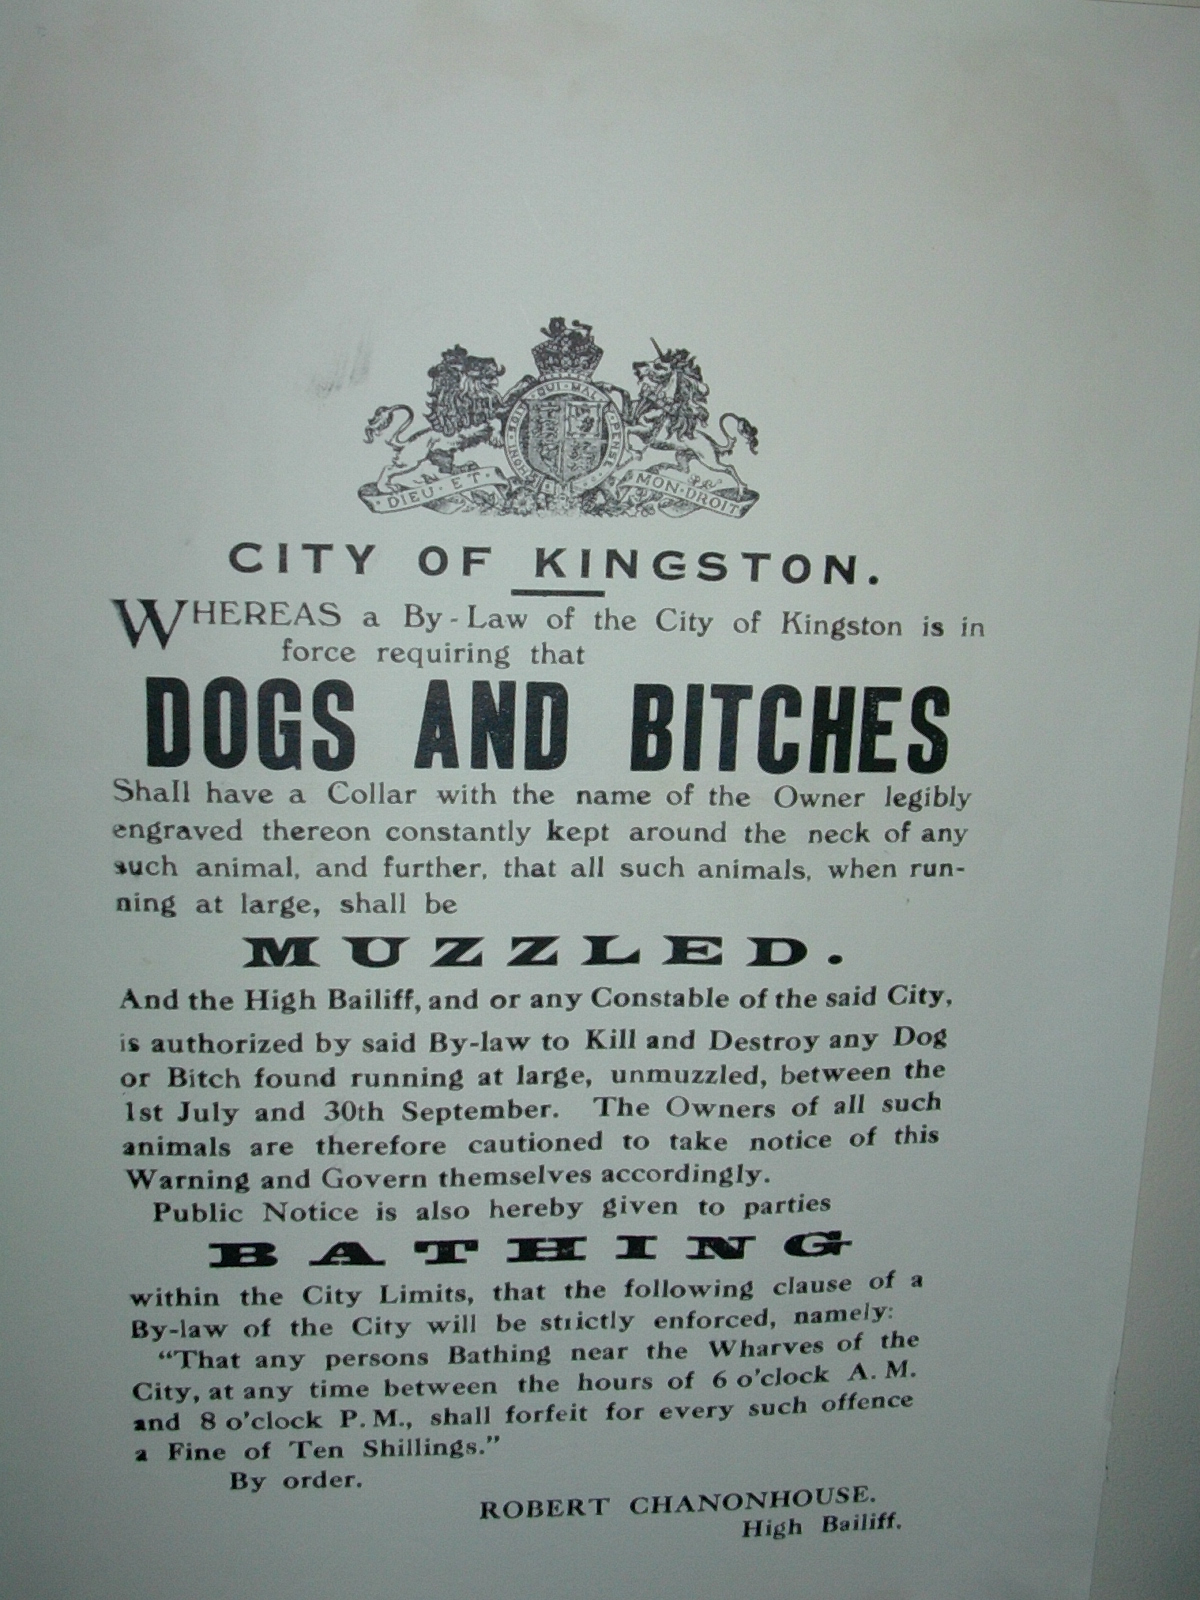 HONI SOIT QUI MAL PENSE
DIEU · ET · MON · DROIT
CITY OF KINGSTON.
WHEREAS a By-Law of the City of Kingston is in
force requiring that
DOGS AND BITCHES
Shall have a Collar with the name of the Owner legibly
engraved thereon constantly kept around the neck of any
such animal, and further, that all such animals, when run-
ning at large, shall be
MUZZLED.
And the High Bailiff, and or any Constable of the said City,
is authorized by said By-law to Kill and Destroy any Dog
or Bitch found running at large, unmuzzled, between the
1st July and 30th September. The Owners of all such
animals are therefore cautioned to take notice of this
Warning and Govern themselves accordingly.
Public Notice is also hereby given to parties
BATHING
within the City Limits, that the following clause of a
By-law of the City will be strictly enforced, namely:
“That any persons Bathing near the Wharves of the
City, at any time between the hours of 6 o'clock A. M.
and 8 o'clock P. M., shall forfeit for every such offence
a Fine of Ten Shillings.”
By order.
ROBERT CHANONHOUSE.
High Bailiff.